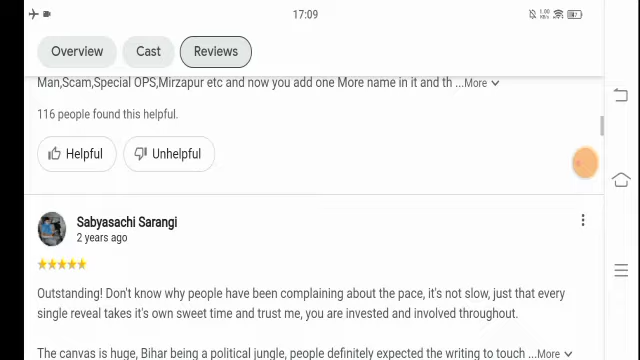 17:09
Overview Cast Reviews
Man,Scam,Special OPS,Mirzapur etc and now you add one More name in it and th ...More
116 people found this helpful.
Helpful Unhelpful
Sabyasachi Sarangi
2 years ago
Outstanding! Don't know why people have been complaining about the pace, it's not slow, just that every
single reveal takes it's own sweet time and trust me, you are invested and involved throughout.
The canvas is huge, Bihar being a political jungle, people definitely expected the writing to touch ...More